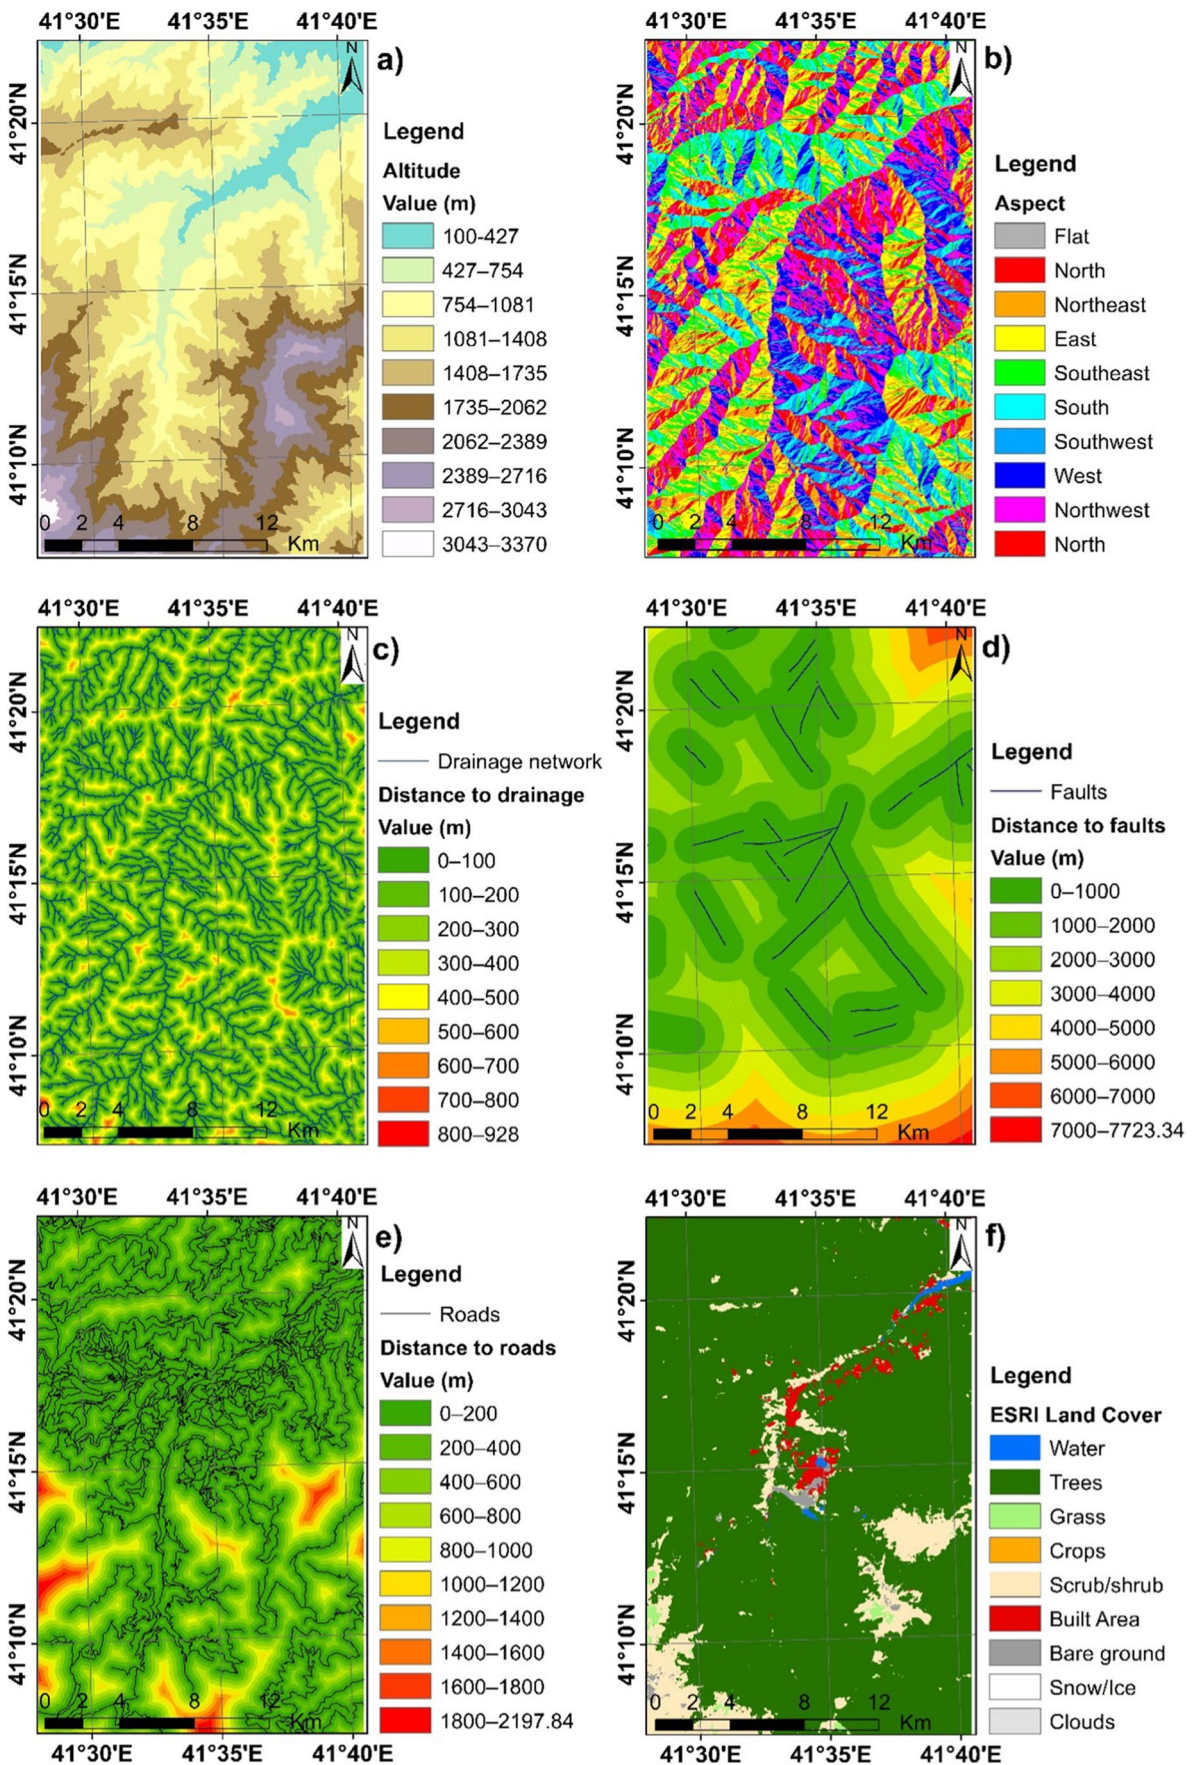 41°30'E 41°35'E 41°40'E
41°20'N
41°15'N
41°10'N
N
a)
Legend
Altitude
Value (m)
100-427
427–754
754–1081
1081–1408
1408–1735
1735–2062
2062–2389
2389–2716
2716–3043
3043–3370
0 2 4 8 12
Km
41°30'E 41°35'E 41°40'E
41°20'N
41°15'N
41°10'N
N
b)
Legend
Aspect
Flat
North
Northeast
East
Southeast
South
Southwest
West
Northwest
North
0 2 4 8 12
Km
41°30'E 41°35'E 41°40'E
41°20'N
41°15'N
41°10'N
N
c)
Legend
Drainage network
Distance to drainage
Value (m)
0–100
100–200
200–300
300–400
400–500
500–600
600–700
700–800
800–928
0 2 4 8 12
Km
41°30'E 41°35'E 41°40'E
41°20'N
41°15'N
41°10'N
N
d)
Legend
Faults
Distance to faults
Value (m)
0–1000
1000–2000
2000–3000
3000–4000
4000–5000
5000–6000
6000–7000
7000–7723.34
0 2 4 8 12
Km
41°30'E 41°35'E 41°40'E
41°20'N
41°15'N
41°10'N
N
e)
Legend
Roads
Distance to roads
Value (m)
0–200
200–400
400–600
600–800
800–1000
1000–1200
1200–1400
1400–1600
1600–1800
1800–2197.84
0 2 4 8 12
Km
41°30'E 41°35'E 41°40'E
41°30'E 41°35'E 41°40'E
41°20'N
41°15'N
41°10'N
N
f)
Legend
ESRI Land Cover
Water
Trees
Grass
Crops
Scrub/shrub
Built Area
Bare ground
Snow/Ice
Clouds
0 2 4 8 12
Km
41°30'E 41°35'E 41°40'E